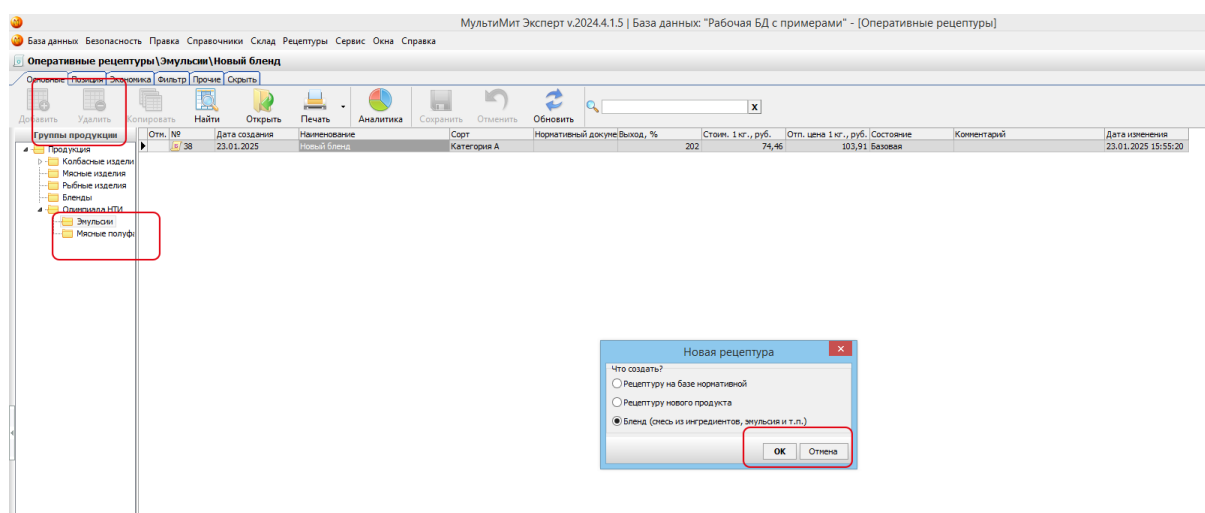 МультиМит Эксперт v.2024.4.1.5 | База данных: "Рабочая БД с примерами" - [Оперативные рецептуры]
База данных Безопасность Правка Справочники Склад Рецептуры Сервис Окна Справка
Оперативные рецептуры\Эмульсии\Новый бленд
Основные Позиция Экономика Фильтр Прочие Скрыть
Добавить Удалить Копировать Найти Открыть Печать Аналитика Сохранить Отменить Обновить X
Группы продукции Отм. № Дата создания Наименование Сорт Нормативный докуме Выход, % Стоим. 1 кг., руб. Отп. цена 1 кг., руб. Состояние Комментарий Дата изменения
Продукция 38 23.01.2025 Новый бленд Категория А 202 74,46 103,91 Базовая 23.01.2025 15:55:20
Колбасные издели
Мясные изделия
Рыбные изделия
Бленды
Олимпиада НТИ
Эмульсии
Мясные полуфа
Новая рецептура
Что создать?
Рецептуру на базе нормативной
Рецептуру нового продукта
Бленд (смесь из ингредиентов, эмульсия и т.п.)
ОК Отмена